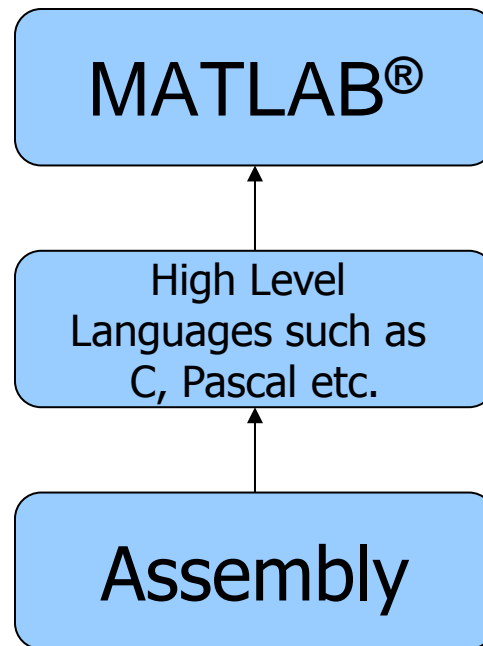 MATLAB®
High Level
Languages such as
C, Pascal etc.
Assembly